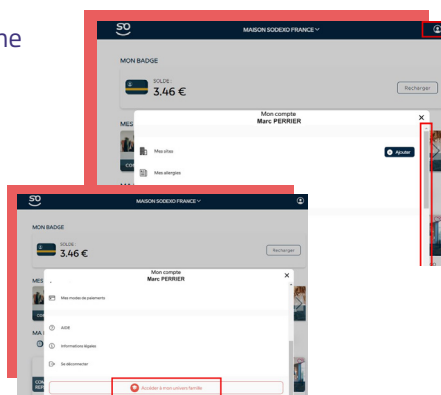 ne
so
MAISON SODEXO FRANCE
MON BADGE
SOLDE :
3.46 €
Recharger
Mon compte
Marc PERRIER
MES
Mes sites
Ajouter
Mes allergies
so
MAISON SODEXO FRANCE
MON BADGE
SOLDE :
3.46 €
Recharger
Mon compte
Marc PERRIER
MES
Mes modes de paiements
AIDE
MA
Informations légales
Se déconnecter
Accéder à mon univers famille